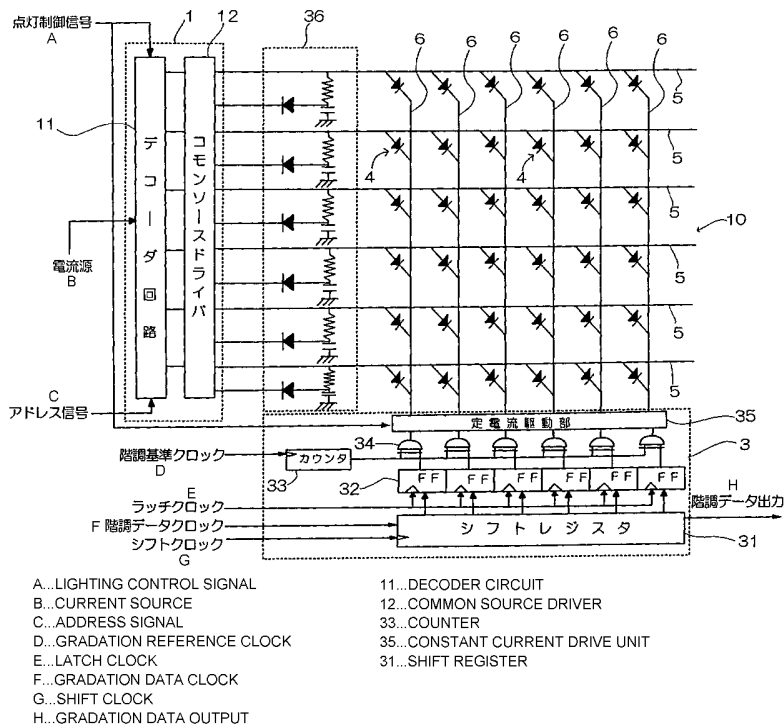 点灯制御信号
A
1
12
36
6 6 6 6 6 6
11
デコーダ回路
コモンソースドライバ
5
5
5
5
5
5
4
4
10
電流源
B
C
アドレス信号
定電流駆動部
35
34
3
階調基準クロック
D
カウンタ
33
32
FF FF FF FF FF FF
E
ラッチクロック
F 階調データクロック
シフトクロック
G
シフトレジスタ
31
H
階調データ出力
A...LIGHTING CONTROL SIGNAL
B...CURRENT SOURCE
C...ADDRESS SIGNAL
D...GRADATION REFERENCE CLOCK
E...LATCH CLOCK
F...GRADATION DATA CLOCK
G...SHIFT CLOCK
H...GRADATION DATA OUTPUT
11...DECODER CIRCUIT
12...COMMON SOURCE DRIVER
33...COUNTER
35...CONSTANT CURRENT DRIVE UNIT
31...SHIFT REGISTER